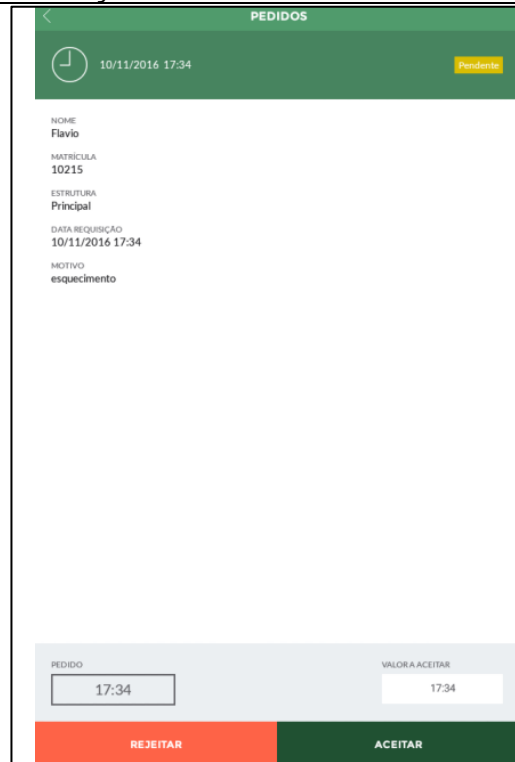 PEDIDOS
10/11/2016 17:34 Pendente
NOME
Flavio
MATRÍCULA
10215
ESTRUTURA
Principal
DATA REQUISIÇÃO
10/11/2016 17:34
MOTIVO
esquecimento
PEDIDO VALOR A ACEITAR
17:34 17:34
REJEITAR ACEITAR